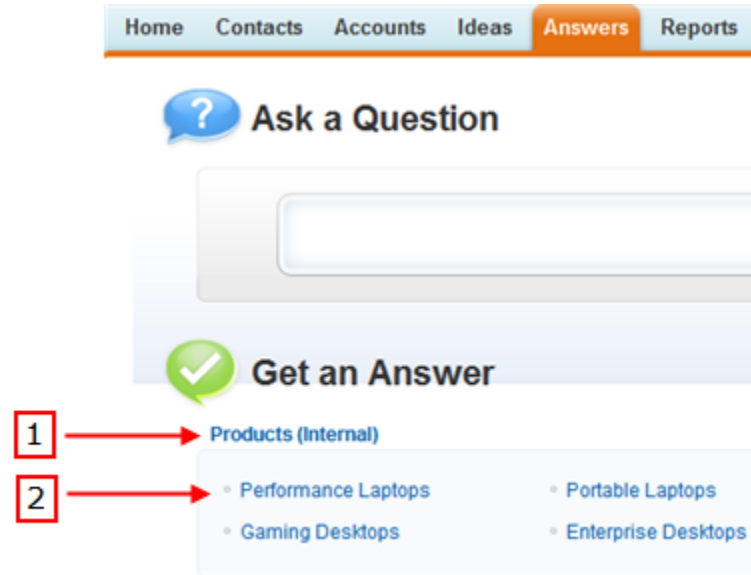 Home Contacts Accounts Ideas Answers Reports
?
Ask a Question
Get an Answer
1 Products (Internal)
2 Performance Laptops Portable Laptops
Gaming Desktops Enterprise Desktops